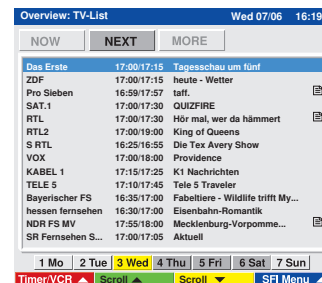 Overview: TV-List Wed 07/06 16:19
NOW NEXT MORE
Das Erste 17:00/17:15 Tagesschau um fünf
ZDF 17:00/17:15 heute - Wetter
Pro Sieben 16:59/17:57 taff.
SAT.1 17:00/17:30 QUIZFIRE
RTL 17:00/17:30 Hör mal, wer da hämmert
RTL2 17:00/19:00 King of Queens
S RTL 16:25/16:55 Die Tex Avery Show
VOX 17:00/18:00 Providence
KABEL 1 17:15/17:25 K1 Nachrichten
TELE 5 17:10/17:45 Tele 5 Traveler
Bayerischer FS 16:35/17:00 Fabeltiere - Wildlife trifft My...
hessen fernsehen 16:30/17:00 Eisenbahn-Romantik
NDR FS MV 17:55/18:00 Mecklenburg-Vorpomme...
SR Fernsehen S... 17:00/17:05 Aktuell
1 Mo 2 Tue 3 Wed 4 Thu 5 Fri 6 Sat 7 Sun
Timer/VCR Scroll Scroll SFI Menu